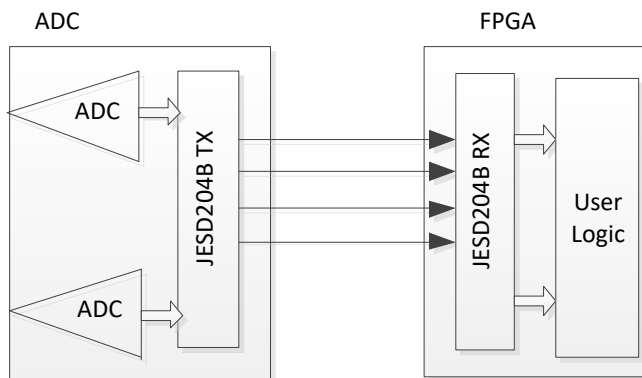 ADC
FPGA
ADC
JESD204B TX
JESD204B RX
User
Logic
ADC